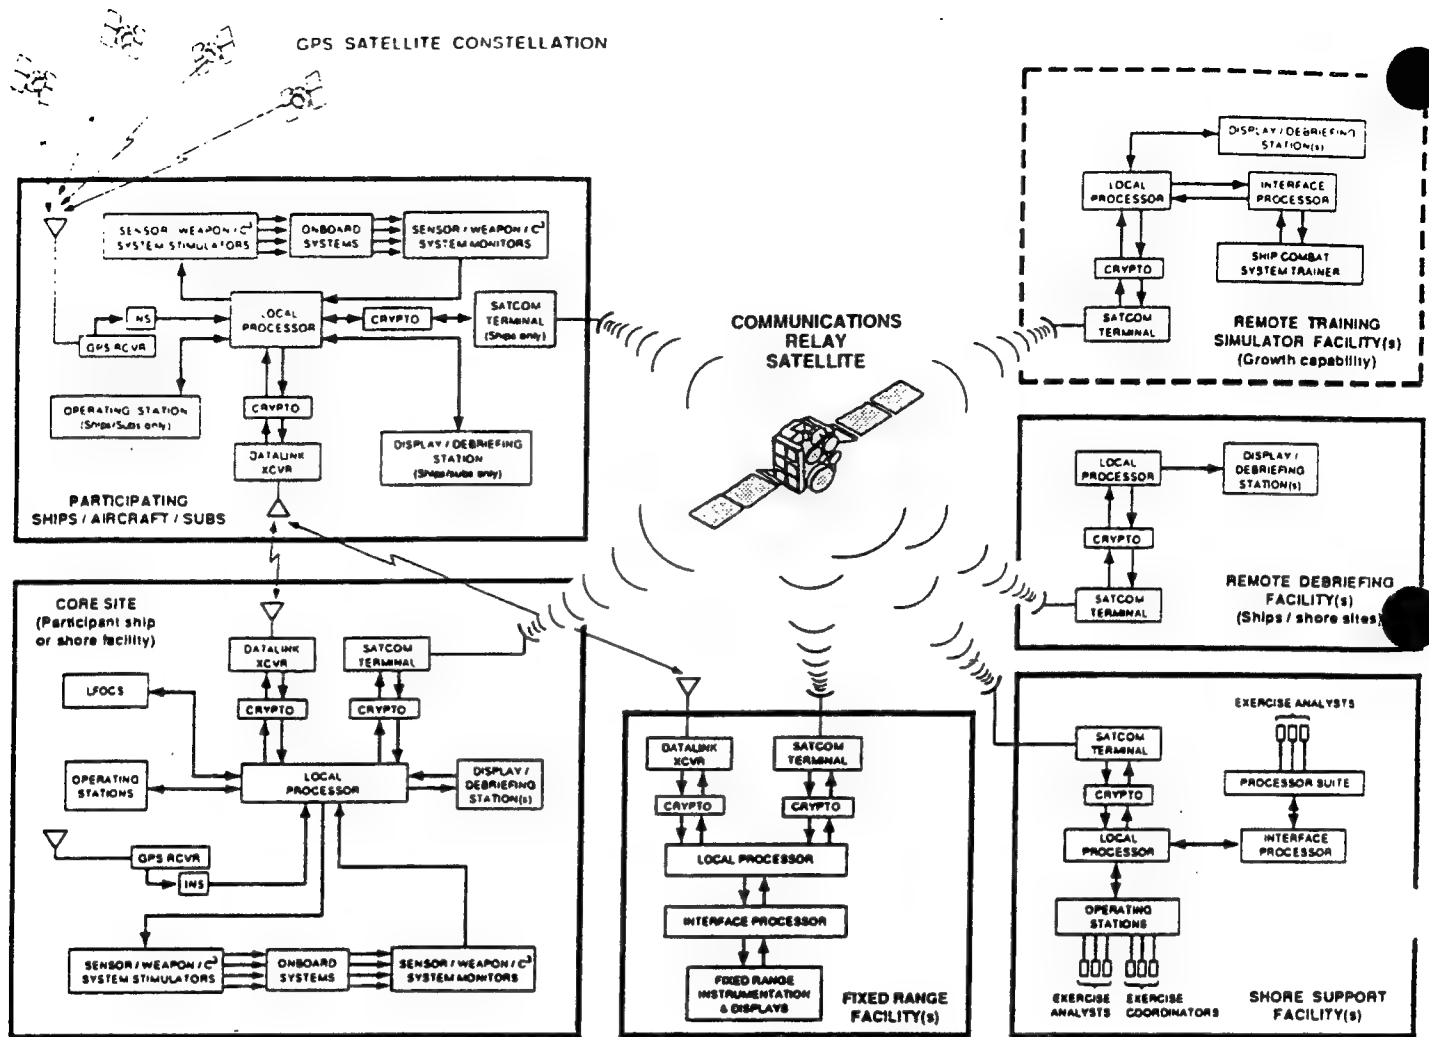 GPS SATELLITE CONSTELLATION
SENSOR / WEAPON / C³
SYSTEM STIMULATORS
ONBOARD
SYSTEMS
SENSOR / WEAPON / C³
SYSTEM MONITORS
INS
GPS RCVR
LOCAL
PROCESSOR
CRYPTO
SATCOM
TERMINAL
(Ships only)
OPERATING STATION
(Ships/Subs only)
CRYPTO
DATALINK
XCVR
DISPLAY / DEBRIEFING
STATION
(Ships/subs only)
PARTICIPATING
SHIPS / AIRCRAFT / SUBS
COMMUNICATIONS
RELAY
SATELLITE
DISPLAY / DEBRIEFING
STATION(s)
LOCAL
PROCESSOR
INTERFACE
PROCESSOR
CRYPTO
SHIP COMBAT
SYSTEM TRAINER
SATCOM
TERMINAL
REMOTE TRAINING
SIMULATOR FACILITY(s)
(Growth capability)
LOCAL
PROCESSOR
DISPLAY /
DEBRIEFING
STATION(s)
CRYPTO
SATCOM
TERMINAL
REMOTE DEBRIEFING
FACILITY(s)
(Ships / shore sites)
CORE SITE
(Participant ship
or shore facility)
DATALINK
XCVR
SATCOM
TERMINAL
LFOCS
CRYPTO
CRYPTO
OPERATING
STATIONS
LOCAL
PROCESSOR
DISPLAY /
DEBRIEFING
STATION(s)
GPS RCVR
INS
SENSOR / WEAPON / C³
SYSTEM STIMULATORS
ONBOARD
SYSTEMS
SENSOR / WEAPON / C³
SYSTEM MONITORS
DATALINK
XCVR
SATCOM
TERMINAL
CRYPTO
CRYPTO
LOCAL PROCESSOR
INTERFACE PROCESSOR
FIXED RANGE
INSTRUMENTATION
& DISPLAYS
FIXED RANGE
FACILITY(s)
EXERCISE ANALYSTS
SATCOM
TERMINAL
PROCESSOR SUITE
CRYPTO
LOCAL
PROCESSOR
INTERFACE
PROCESSOR
OPERATING
STATIONS
EXERCISE
ANALYSTS
EXERCISE
COORDINATORS
SHORE SUPPORT
FACILITY(s)